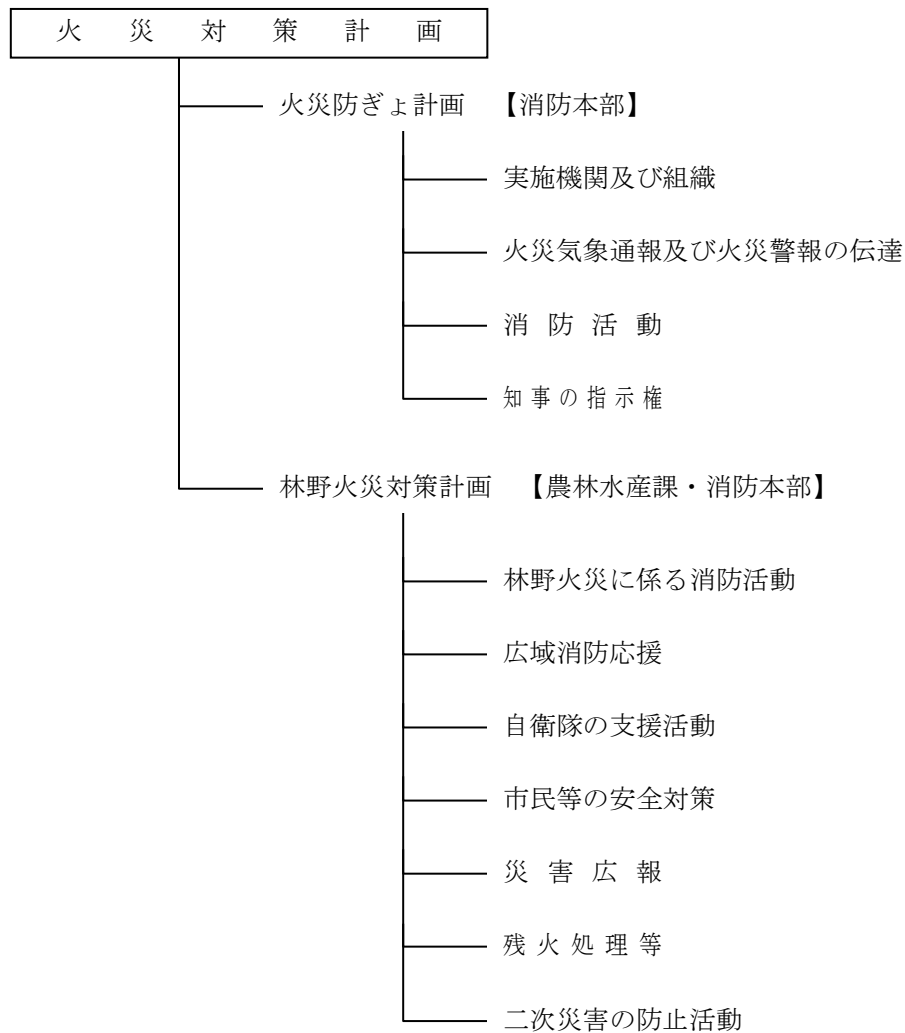 火災対策計画
火災防ぎょ計画 【消防本部】
実施機関及び組織
火災気象通報及び火災警報の伝達
消防活動
知事の指示権
林野火災対策計画 【農林水産課・消防本部】
林野火災に係る消防活動
広域消防応援
自衛隊の支援活動
市民等の安全対策
災害広報
残火処理等
二次災害の防止活動